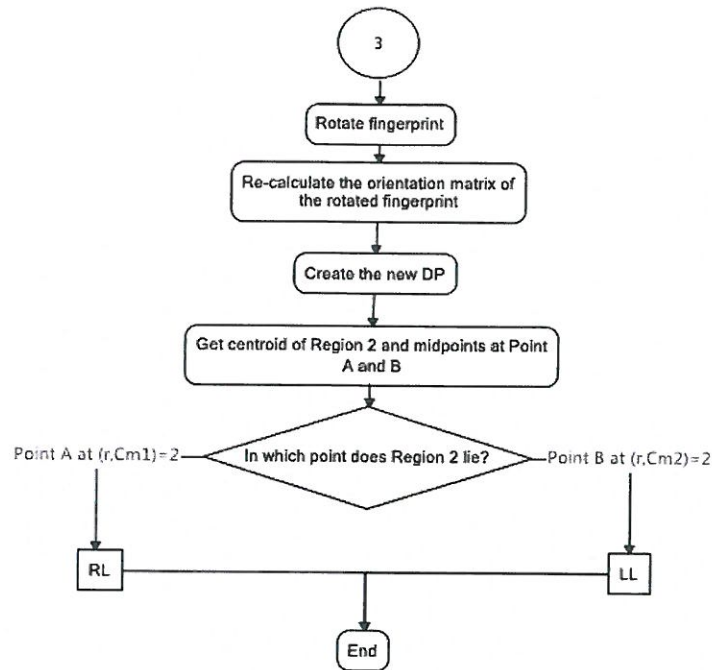 3
Rotate fingerprint
Re-calculate the orientation matrix of
the rotated fingerprint
Create the new DP
Get centroid of Region 2 and midpoints at Point
A and B
Point A at (r,Cm1)=2
In which point does Region 2 lie?
Point B at (r,Cm2)=2
RL
LL
End